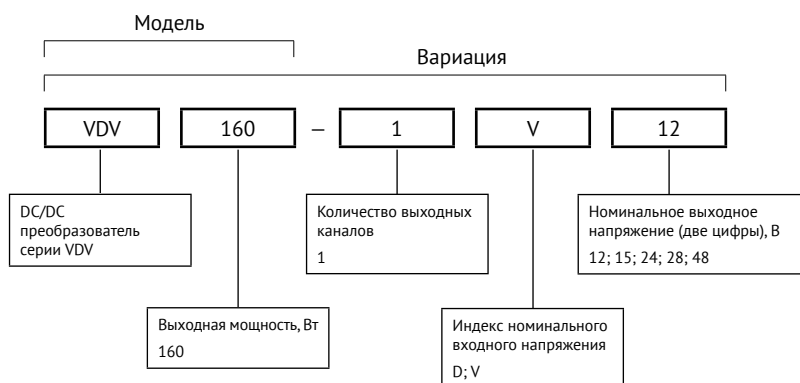 Модель
Вариация
VDV 160 – 1 V 12
DC/DC
преобразователь
серии VDV
Количество выходных
каналов
1
Номинальное выходное
напряжение (две цифры), В
12; 15; 24; 28; 48
Выходная мощность, Вт
160
Индекс номинального
входного напряжения
D; V